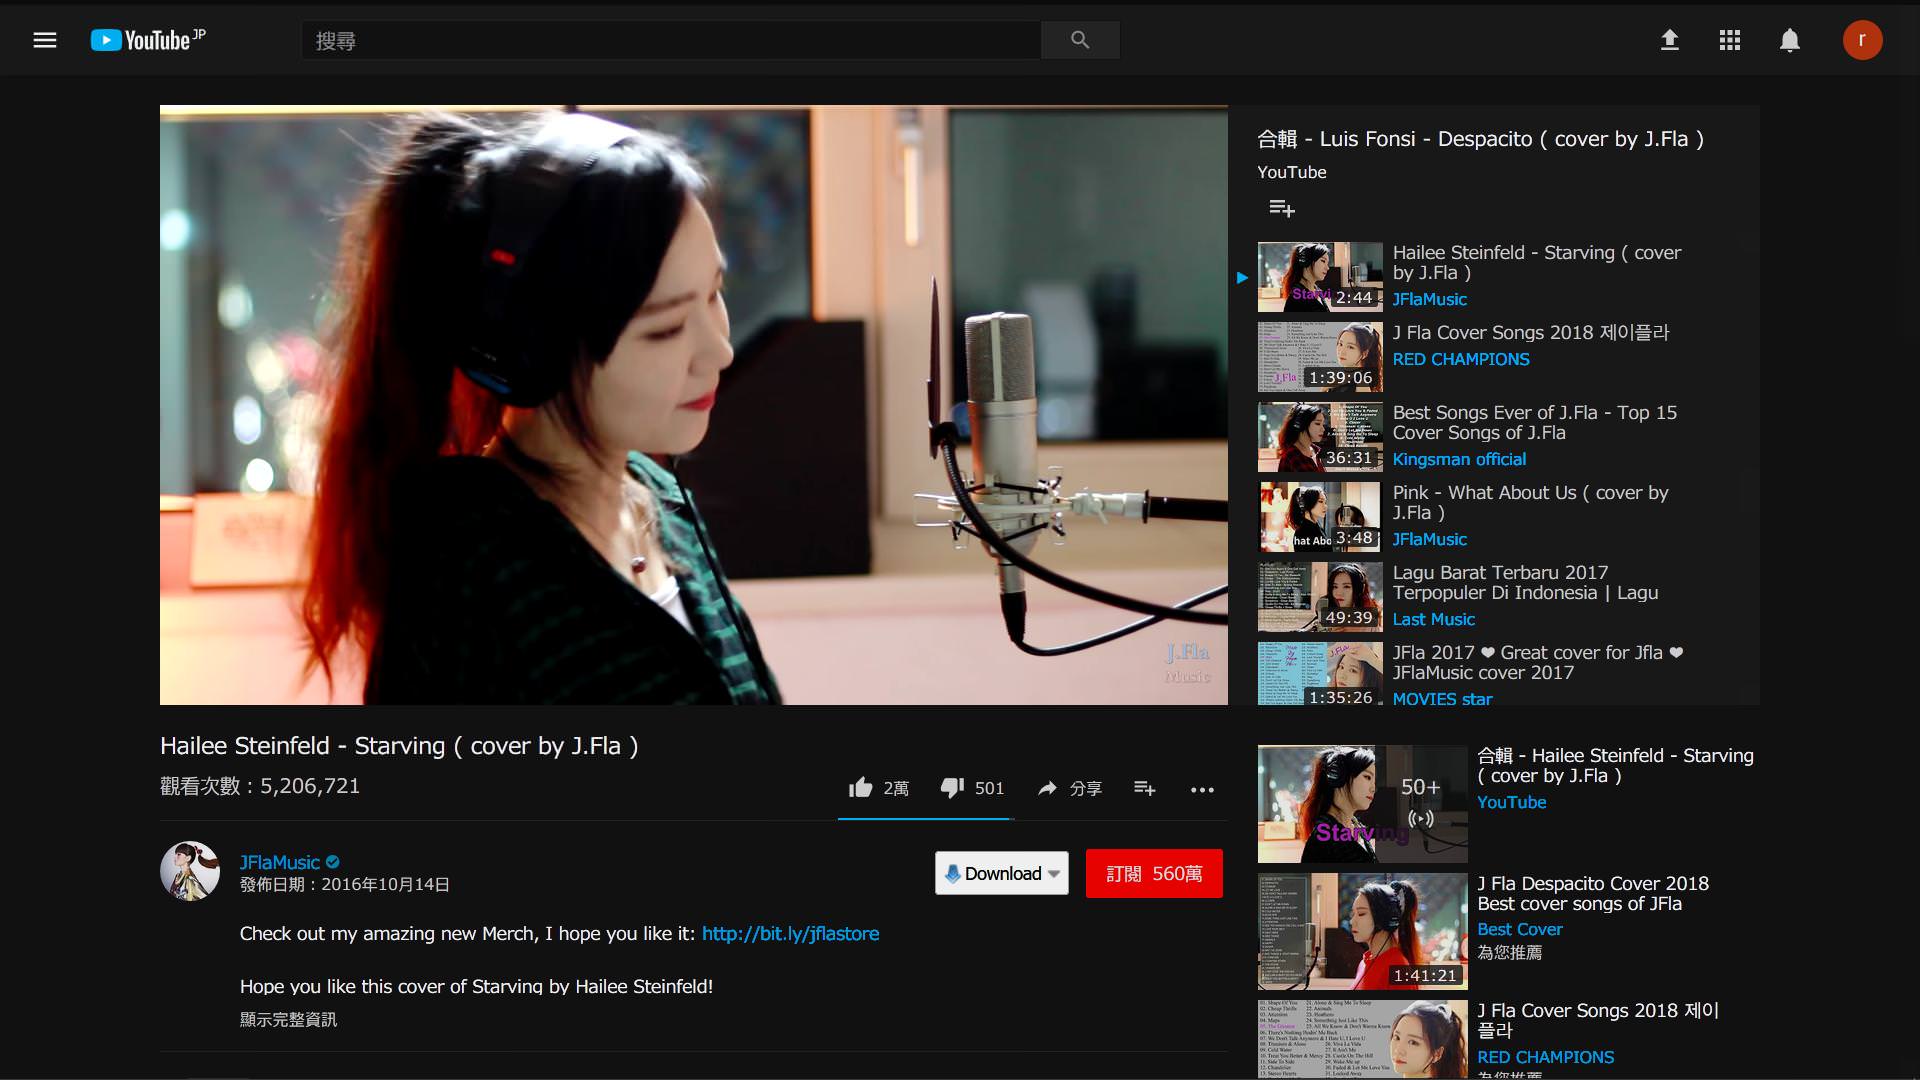 YouTube JP
搜尋
r
J.Fla
Music
合輯 - Luis Fonsi - Despacito ( cover by J.Fla )
YouTube
2:44
Hailee Steinfeld - Starving ( cover
by J.Fla )
JFlaMusic
J.Fla
1:39:06
J Fla Cover Songs 2018 제이플라
RED CHAMPIONS
36:31
Best Songs Ever of J.Fla - Top 15
Cover Songs of J.Fla
Kingsman official
3:48
Pink - What About Us ( cover by
J.Fla )
JFlaMusic
49:39
Lagu Barat Terbaru 2017
Terpopuler Di Indonesia | Lagu
Last Music
1:35:26
JFla 2017 ❤ Great cover for Jfla ❤
JFlaMusic cover 2017
MOVIES star
Hailee Steinfeld - Starving ( cover by J.Fla )
觀看次數：5,206,721
2萬
501
分享
JFlaMusic
發佈日期：2016年10月14日
Download
訂閱 560萬
Check out my amazing new Merch, I hope you like it: http://bit.ly/jflastore
Hope you like this cover of Starving by Hailee Steinfeld!
顯示完整資訊
Starving
50+
合輯 - Hailee Steinfeld - Starving
( cover by J.Fla )
YouTube
1:41:21
J Fla Despacito Cover 2018
Best cover songs of JFla
Best Cover
為您推薦
J Fla Cover Songs 2018 제이
플라
RED CHAMPIONS
為您推薦